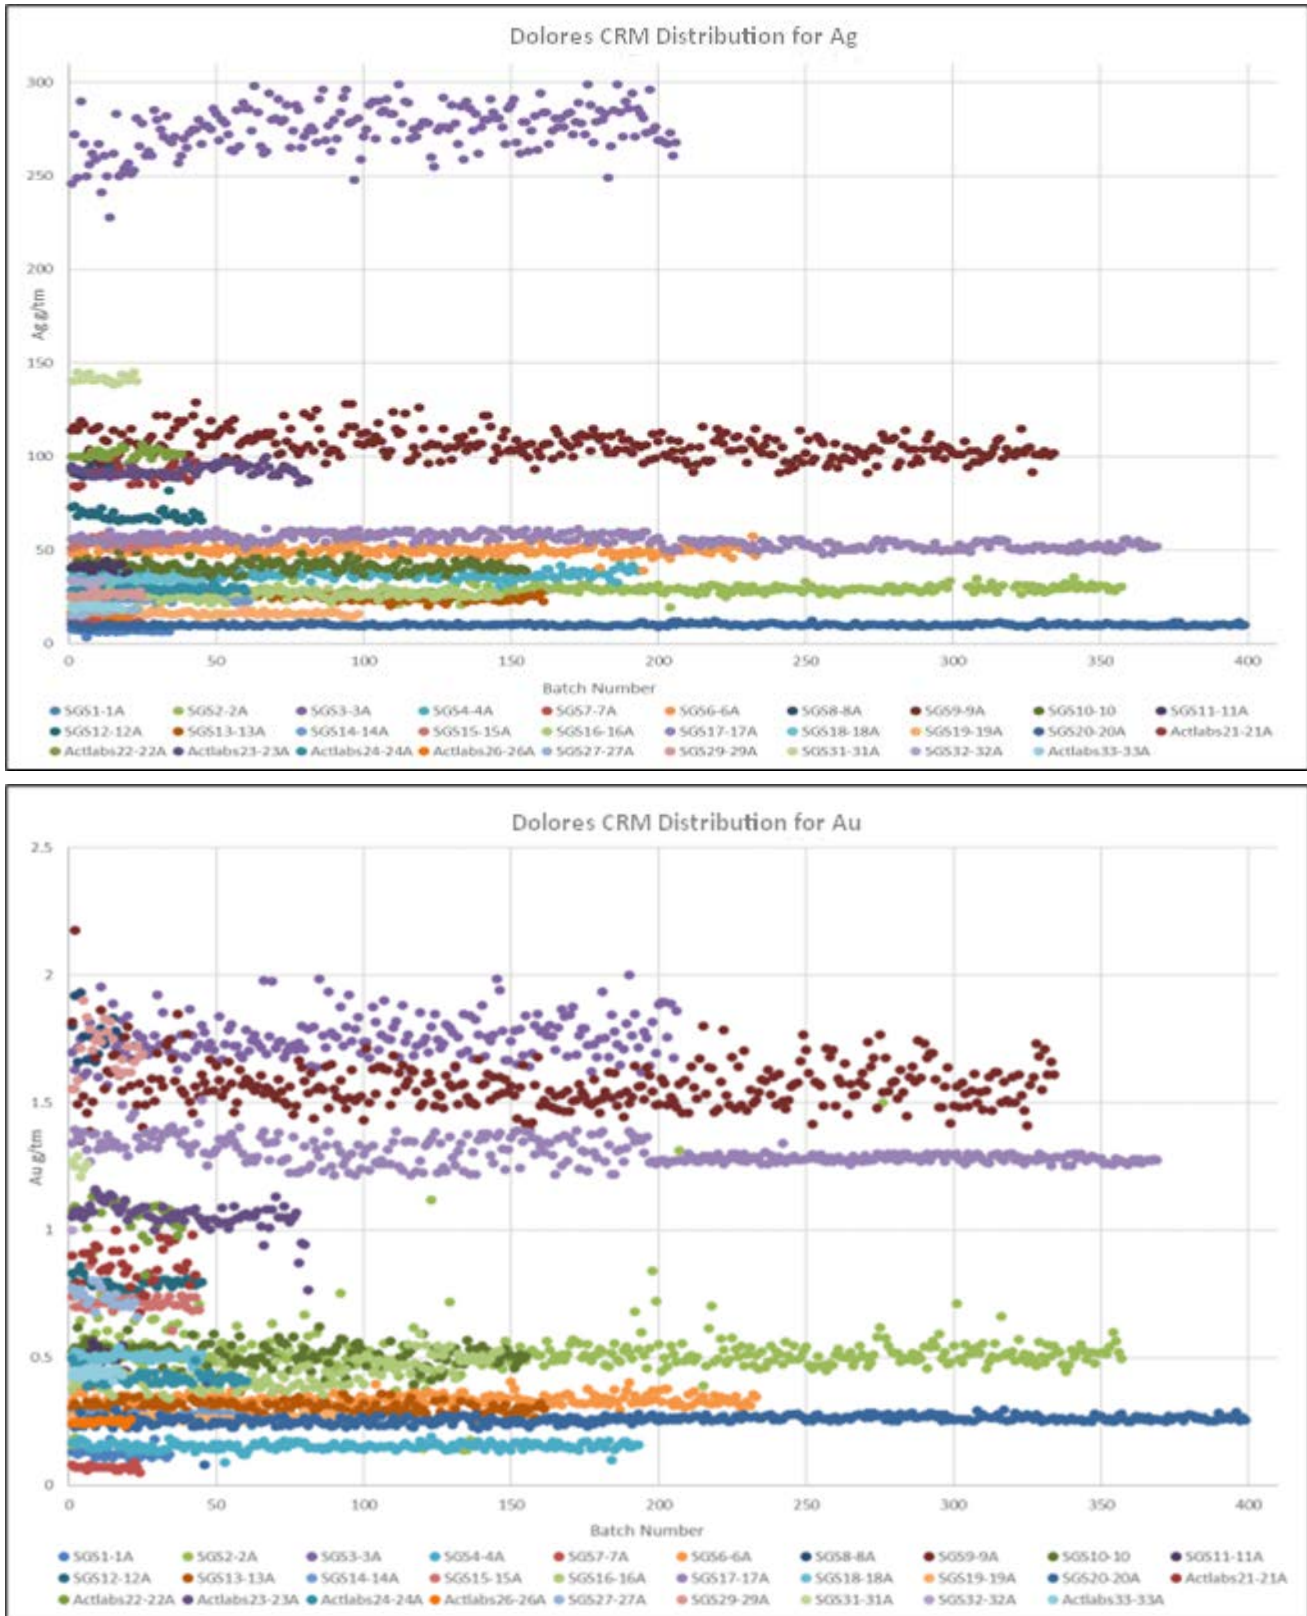 Dolores CRM Distribution for Ag
300
250
200
150
100
50
0
Ag g/tm
0 50 100 150 200 250 300 350 400
Batch Number
SGS1-1A SGS2-2A SGS3-3A SGS4-4A SGS7-7A SGS6-6A SGS8-8A SGS9-9A SGS10-10 SGS11-11A
SGS12-12A SGS13-13A SGS14-14A SGS15-15A SGS16-16A SGS17-17A SGS18-18A SGS19-19A SGS20-20A Actlabs21-21A
Actlabs22-22A Actlabs23-23A Actlabs24-24A Actlabs26-26A SGS27-27A SGS29-29A SGS31-31A SGS32-32A Actlabs33-33A
Dolores CRM Distribution for Au
2.5
2
1.5
1
0.5
0
Au g/tm
0 50 100 150 200 250 300 350 400
Batch Number
SGS1-1A SGS2-2A SGS3-3A SGS4-4A SGS7-7A SGS6-6A SGS8-8A SGS9-9A SGS10-10 SGS11-11A
SGS12-12A SGS13-13A SGS14-14A SGS15-15A SGS16-16A SGS17-17A SGS18-18A SGS19-19A SGS20-20A Actlabs21-21A
Actlabs22-22A Actlabs23-23A Actlabs24-24A Actlabs26-26A SGS27-27A SGS29-29A SGS31-31A SGS32-32A Actlabs33-33A